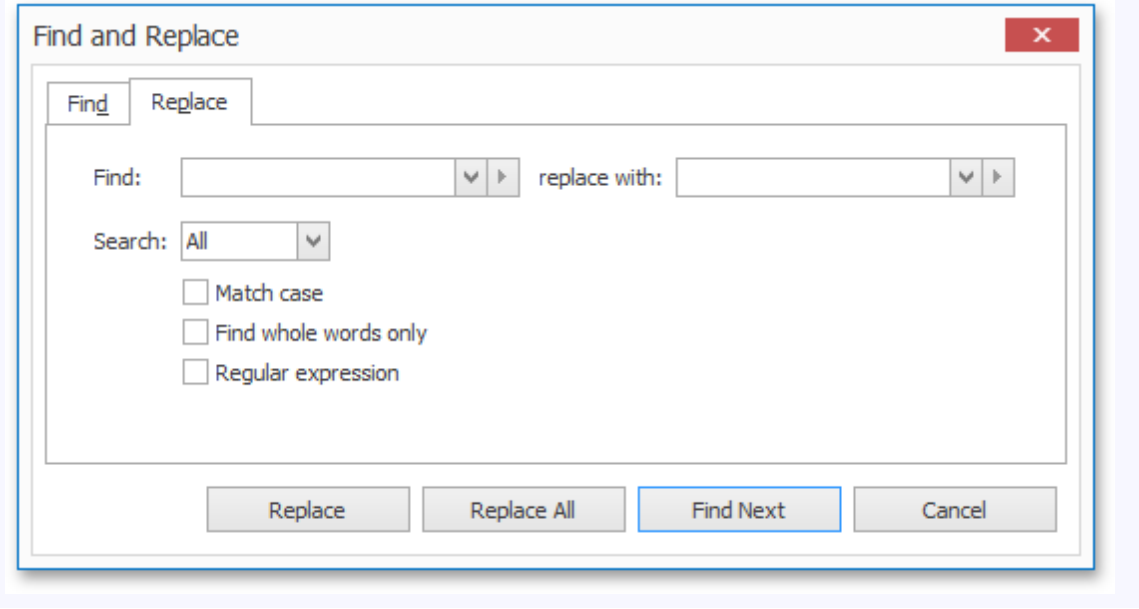 Find and Replace
Find Replace
Find: replace with:
Search: All
Match case
Find whole words only
Regular expression
Replace Replace All Find Next Cancel